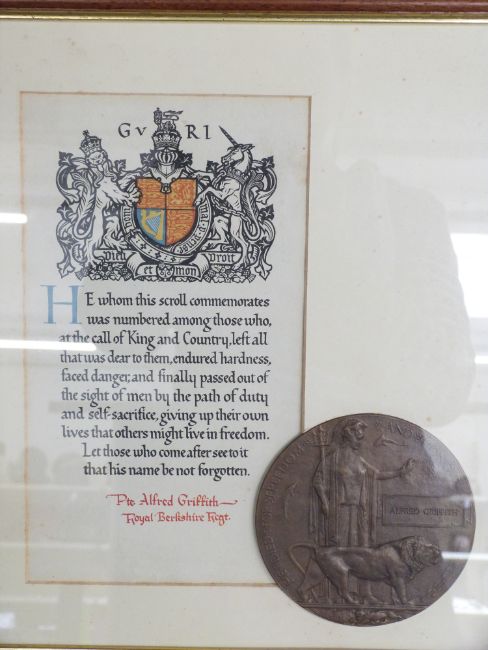 G V R I
Dieu et mon droit
HE whom this scroll commemorates
was numbered among those who,
at the call of King and Country, left all
that was dear to them, endured hardness,
faced danger, and finally passed out of
the sight of men by the path of duty
and self-sacrifice, giving up their own
lives that others might live in freedom.
Let those who come after see to it
that his name be not forgotten.
Pte Alfred Griffith
Royal Berkshire Regt.
ALFRED GRIFFITH